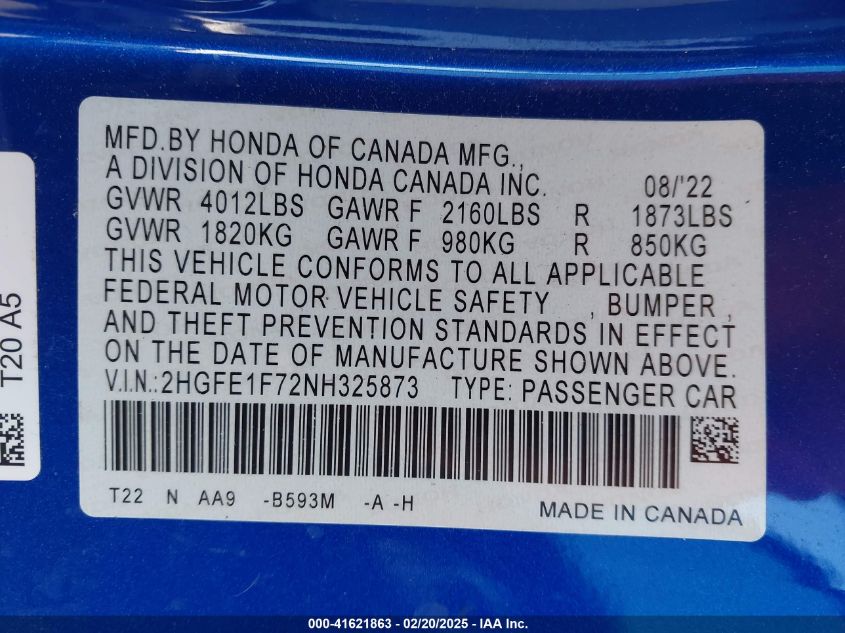 MFD.BY HONDA OF CANADA MFG.,
A DIVISION OF HONDA CANADA INC. 08/'22
GVWR 4012LBS GAWR F 2160LBS R 1873LBS
GVWR 1820KG GAWR F 980KG R 850KG
THIS VEHICLE CONFORMS TO ALL APPLICABLE
FEDERAL MOTOR VEHICLE SAFETY , BUMPER ,
AND THEFT PREVENTION STANDARDS IN EFFECT
ON THE DATE OF MANUFACTURE SHOWN ABOVE.
V.I.N.:2HGFE1F72NH325873 TYPE: PASSENGER CAR
T22 N AA9 -B593M -A -H
MADE IN CANADA
T20 A5
000-41621863 - 02/20/2025 - IAA Inc.